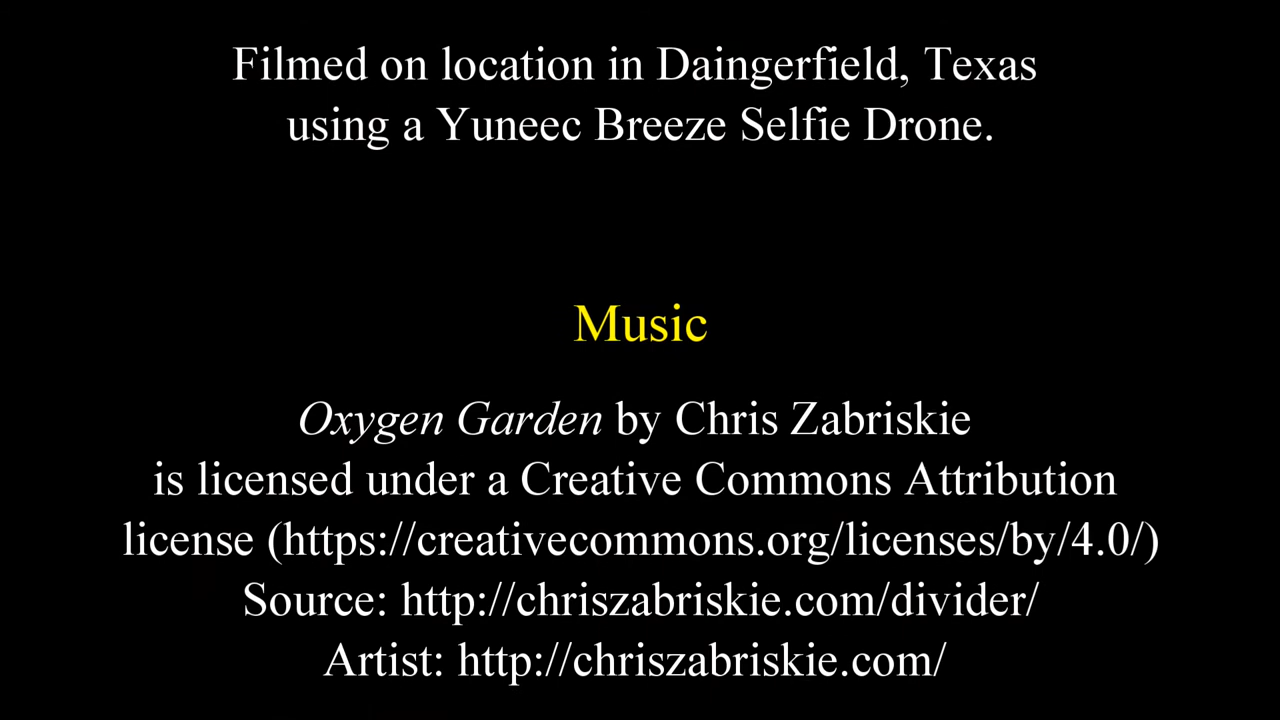 Filmed on location in Daingerfield, Texas
using a Yuneec Breeze Selfie Drone.
Music
Oxygen Garden by Chris Zabriskie
is licensed under a Creative Commons Attribution
license (https://creativecommons.org/licenses/by/4.0/)
Source: http://chriszabriskie.com/divider/
Artist: http://chriszabriskie.com/